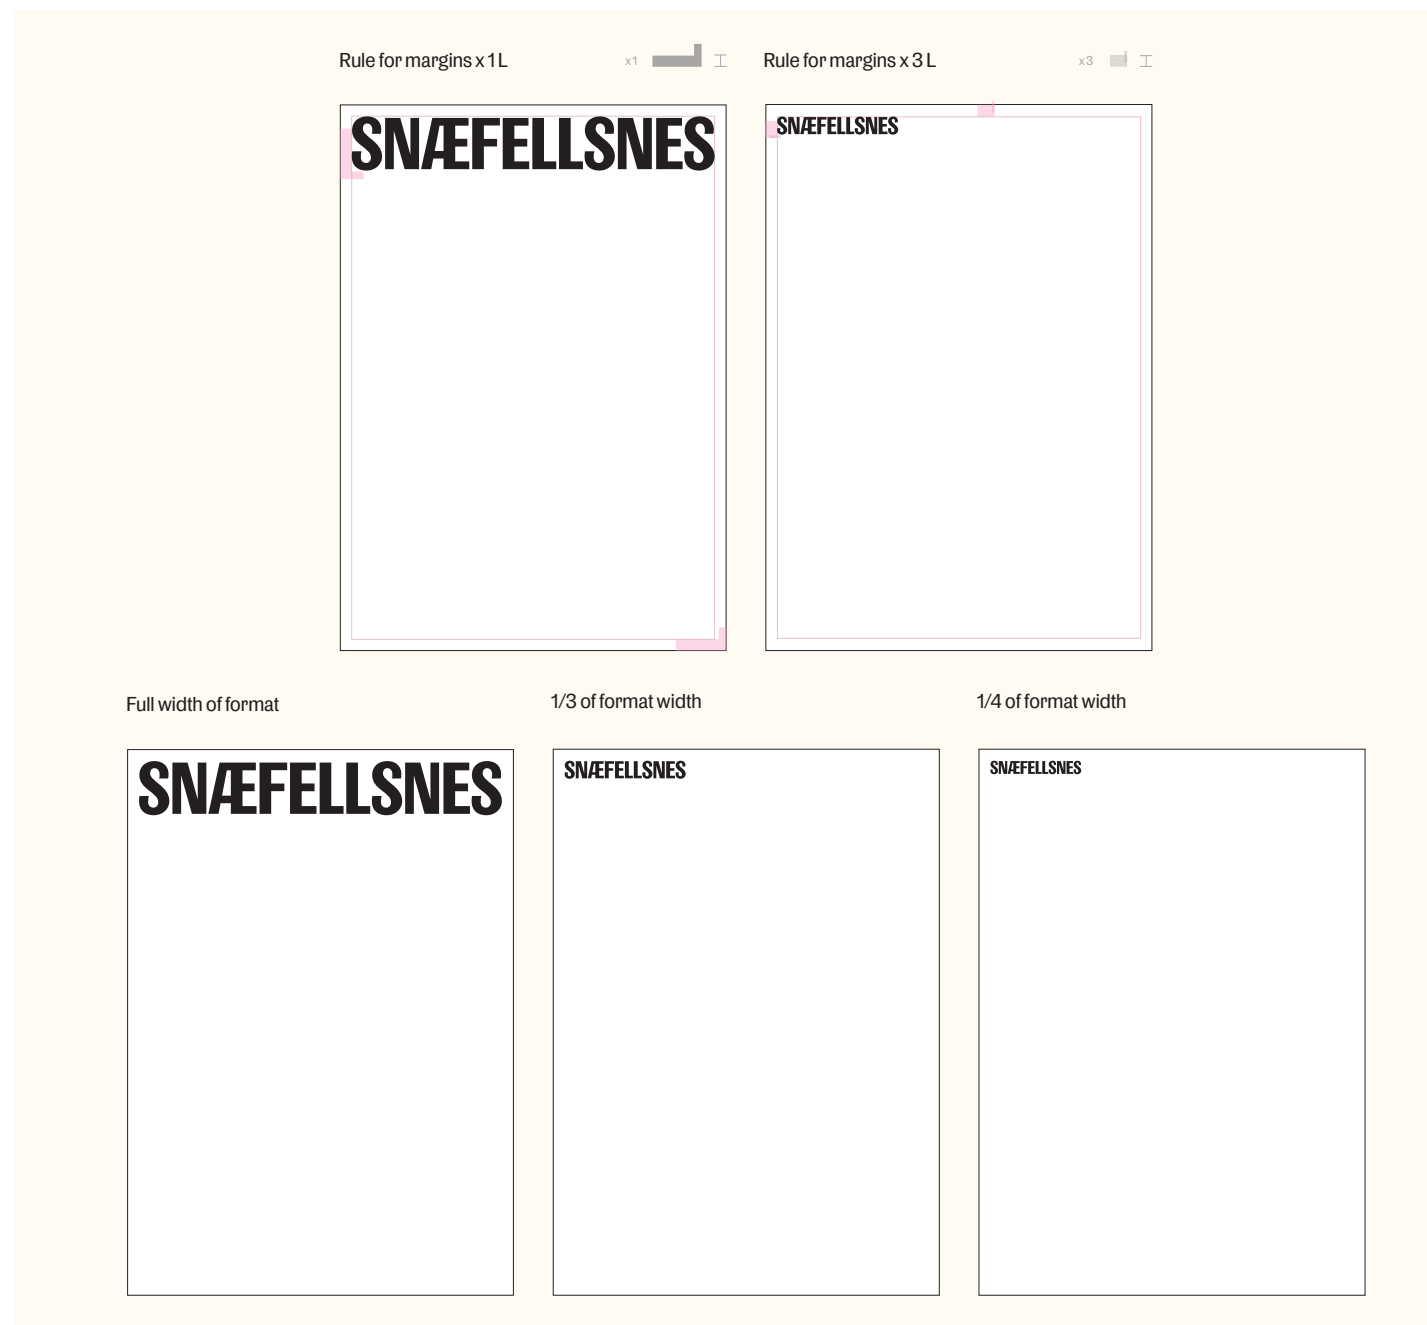 Rule for margins x 1 L
x1
Rule for margins x 3 L
x3
SNÆFELLSNES
SNÆFELLSNES
Full width of format
1/3 of format width
1/4 of format width
SNÆFELLSNES
SNÆFELLSNES
SNÆFELLSNES